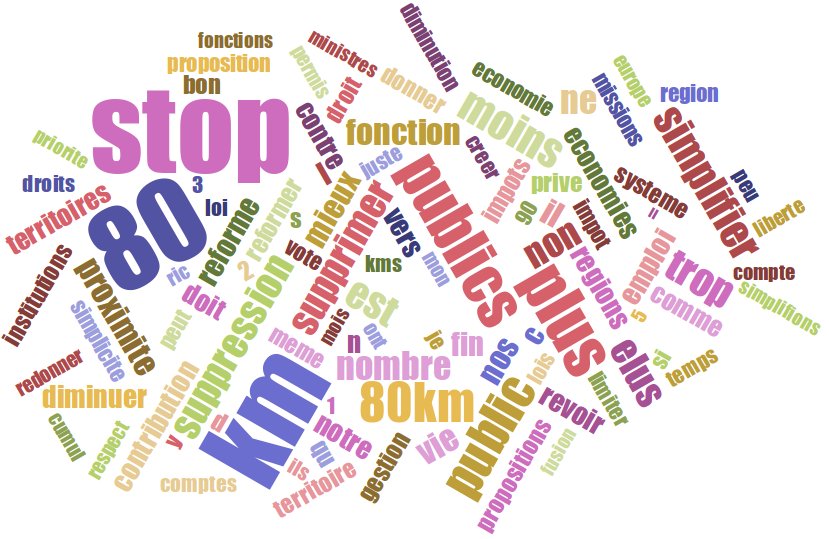 diminution
fonctions
ministres
proposition
permis
donner
economie
europe
bon
droit
missions
region
stop
moins
ne
contre
fonction
simplifier
priorite
l
juste
creer
economies
droits
3
publics
impots
prive
systeme
peu
territoires
80
loi
mieux
90
il
impot
"
liberte
reforme
reformer
s
supprimer
vers
non
institutions
proximite
ric
2
vote
kms
mon
plus
regions
emploi
trop
compte
simplicite
doit
suppression
est
comme
simplifions
peut
mois
ont
5
meme
n
je
fin
c
redonner
nombre
nos
lois
elus
si
temps
diminuer
contribution
km
80km
public
limiter
1
revoir
cumul
respect
y
a
notre
vie
propositions
fusion
qu
gestion
ils
comptes
territoire